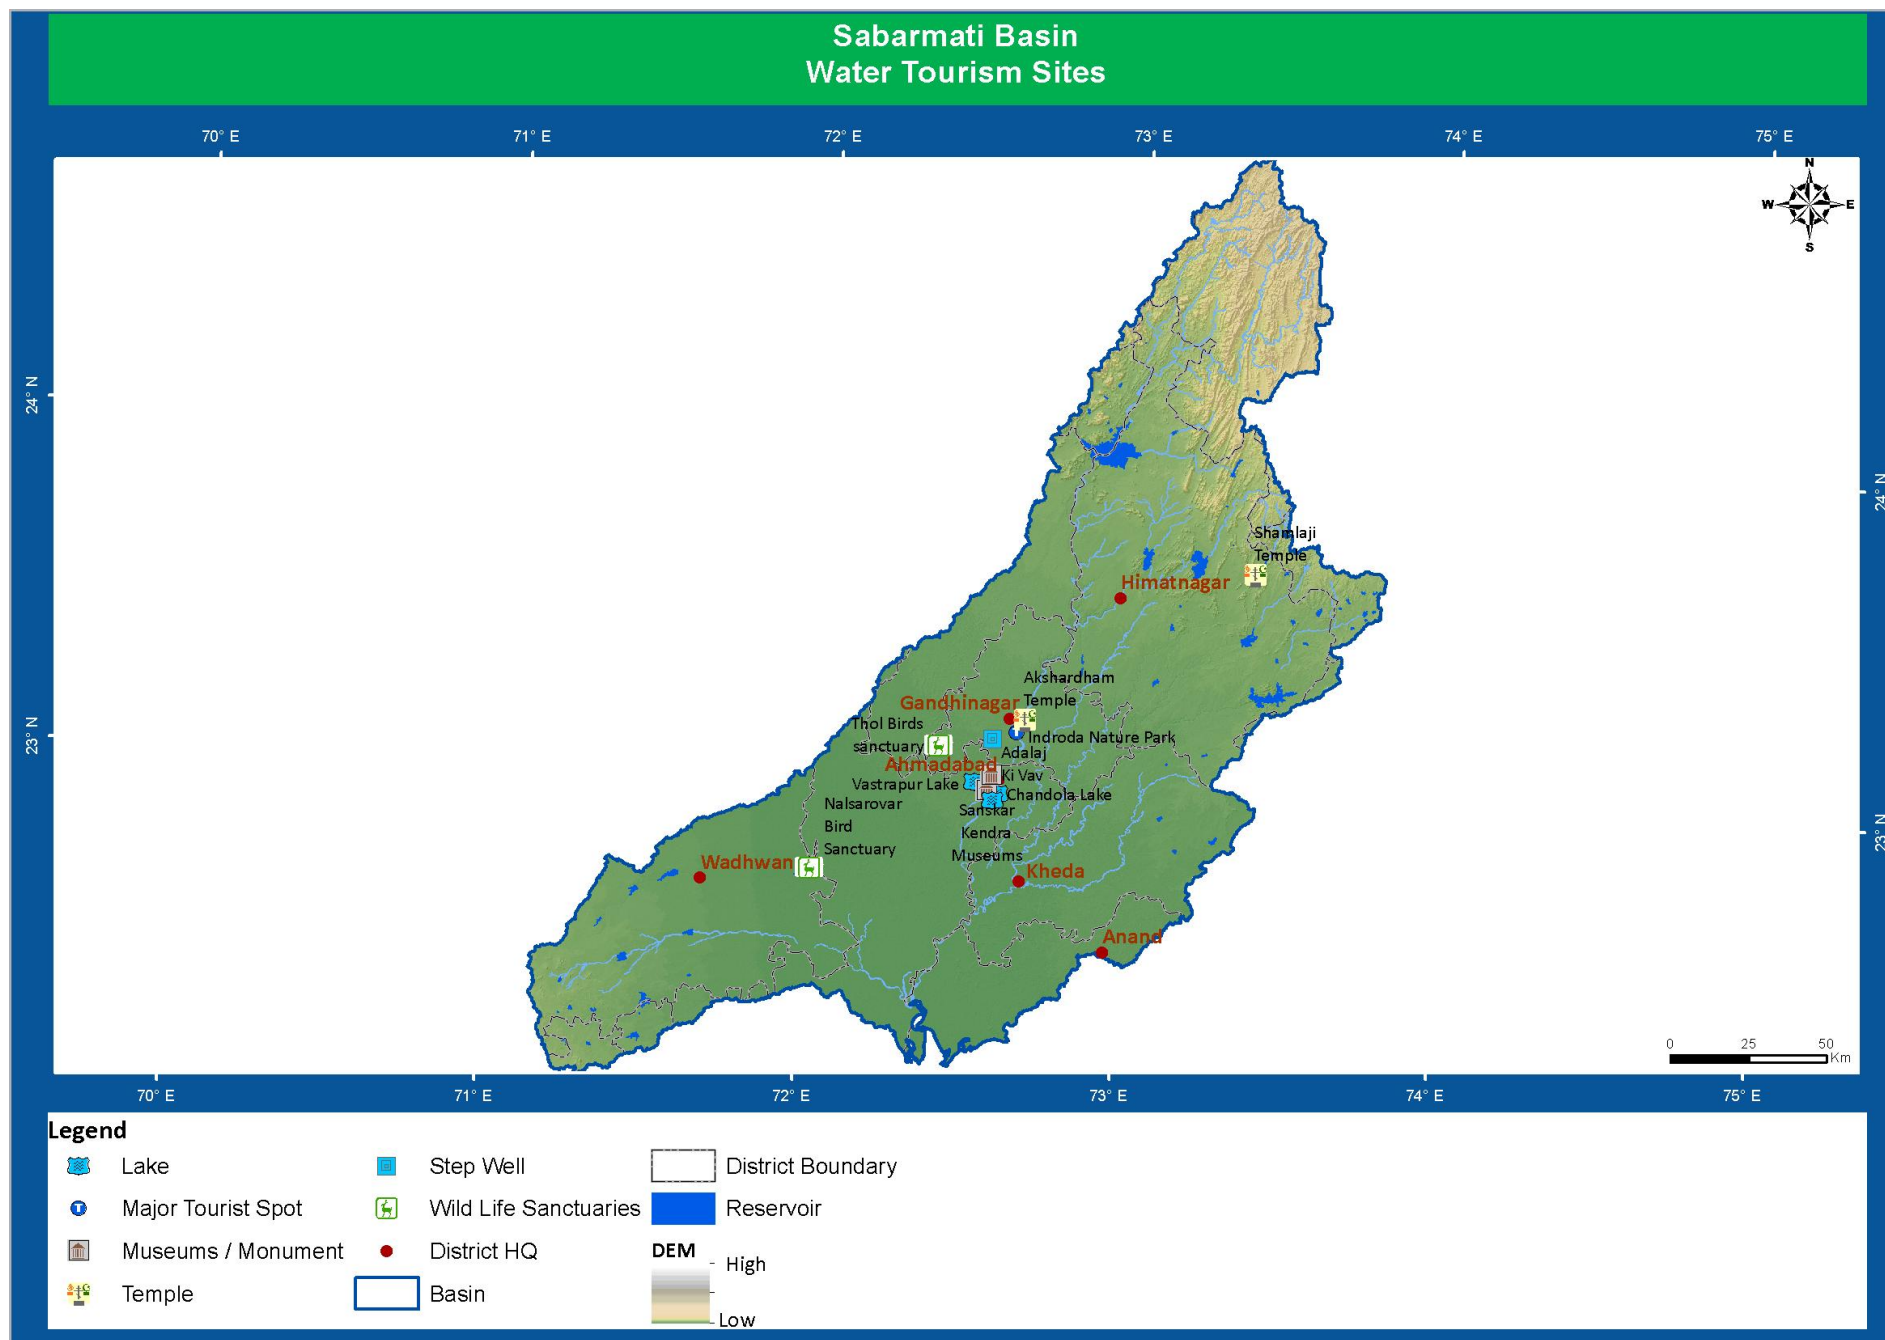 Sabarmati Basin
Water Tourism Sites
70° E 71° E 72° E 73° E 74° E 75° E
N
W E
S
24° N
24° N
Shamlaji
Temple
Himatnagar
Akshardham
Temple
Gandhinagar
Thol Birds
sanctuary
Indroda Nature Park
23° N
Adalaj
Ki Vav
Ahmadabad
Vastrapur Lake
Chandola Lake
Nalsarovar
Bird
Sanctuary
Sanskar
Kendra
Museums
23° N
Wadhwan
Kheda
Anand
0 25 50
Km
70° E 71° E 72° E 73° E 74° E 75° E
Legend
Lake
Major Tourist Spot
Museums / Monument
Temple
Step Well
Wild Life Sanctuaries
District HQ
Basin
District Boundary
Reservoir
DEM
High
Low
T